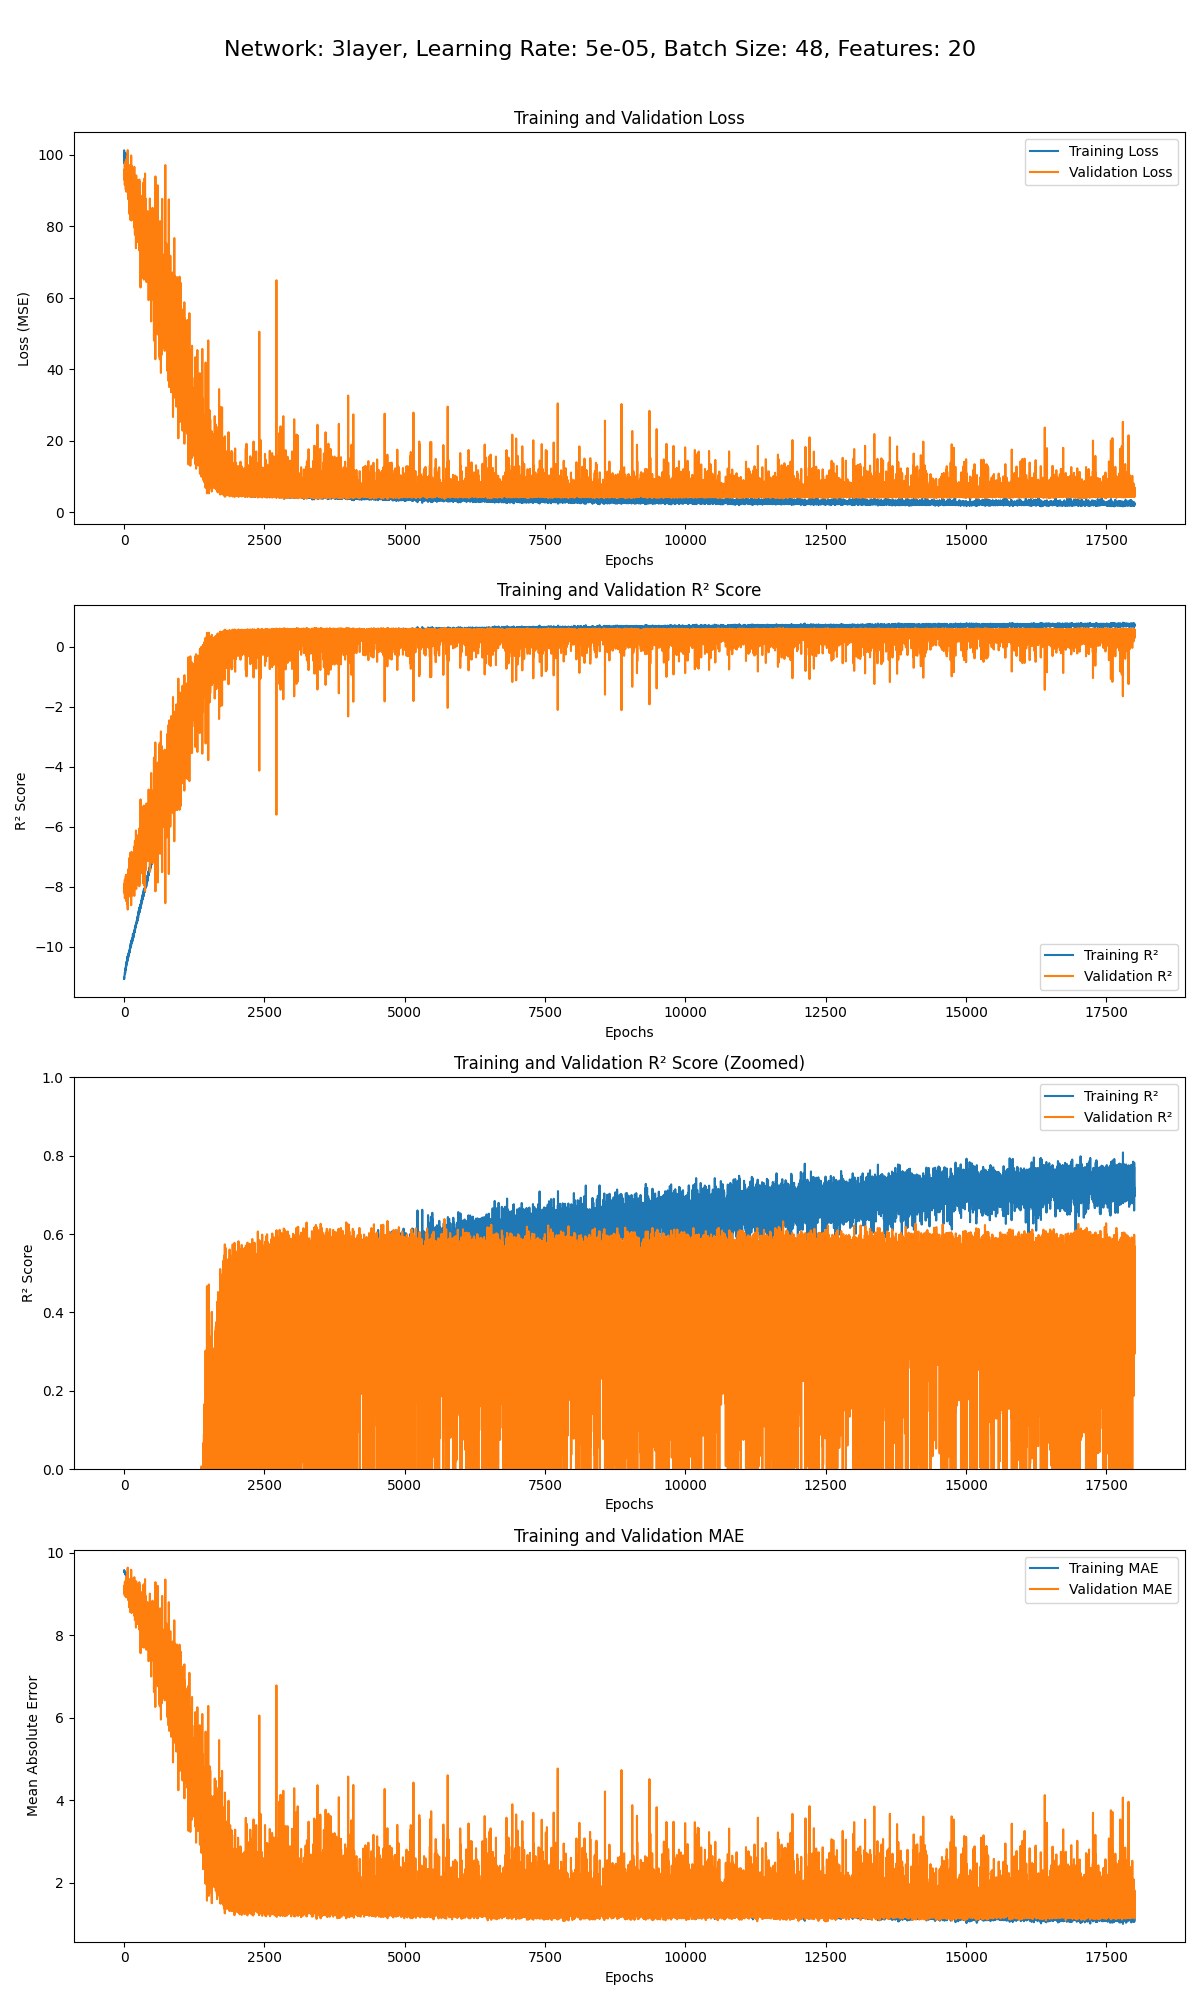 Network: 3layer, Learning Rate: 5e-05, Batch Size: 48, Features: 20
Training and Validation Loss
100
80
60
40
20
0
Loss (MSE)
Training Loss
Validation Loss
0 2500 5000 7500 10000 12500 15000 17500
Epochs
Training and Validation R² Score
0
−2
−4
−6
−8
−10
R² Score
Training R²
Validation R²
0 2500 5000 7500 10000 12500 15000 17500
Epochs
Training and Validation R² Score (Zoomed)
1.0
0.8
0.6
0.4
0.2
0.0
R² Score
Training R²
Validation R²
0 2500 5000 7500 10000 12500 15000 17500
Epochs
Training and Validation MAE
10
8
6
4
2
Mean Absolute Error
Training MAE
Validation MAE
0 2500 5000 7500 10000 12500 15000 17500
Epochs